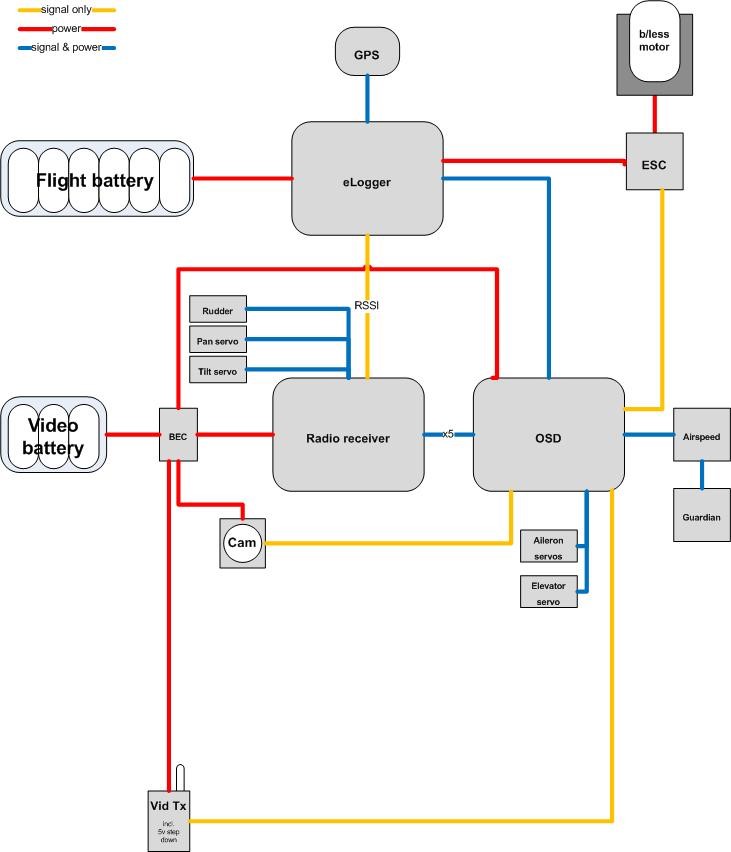 signal only
power
signal & power
b/less
motor
GPS
Flight battery
eLogger
ESC
RSSI
Rudder
Pan servo
Tilt servo
Video
battery
BEC
Radio receiver
x5
OSD
Airspeed
Guardian
Cam
Aileron
servos
Elevator
servo
Vid Tx
incl.
5v step
down